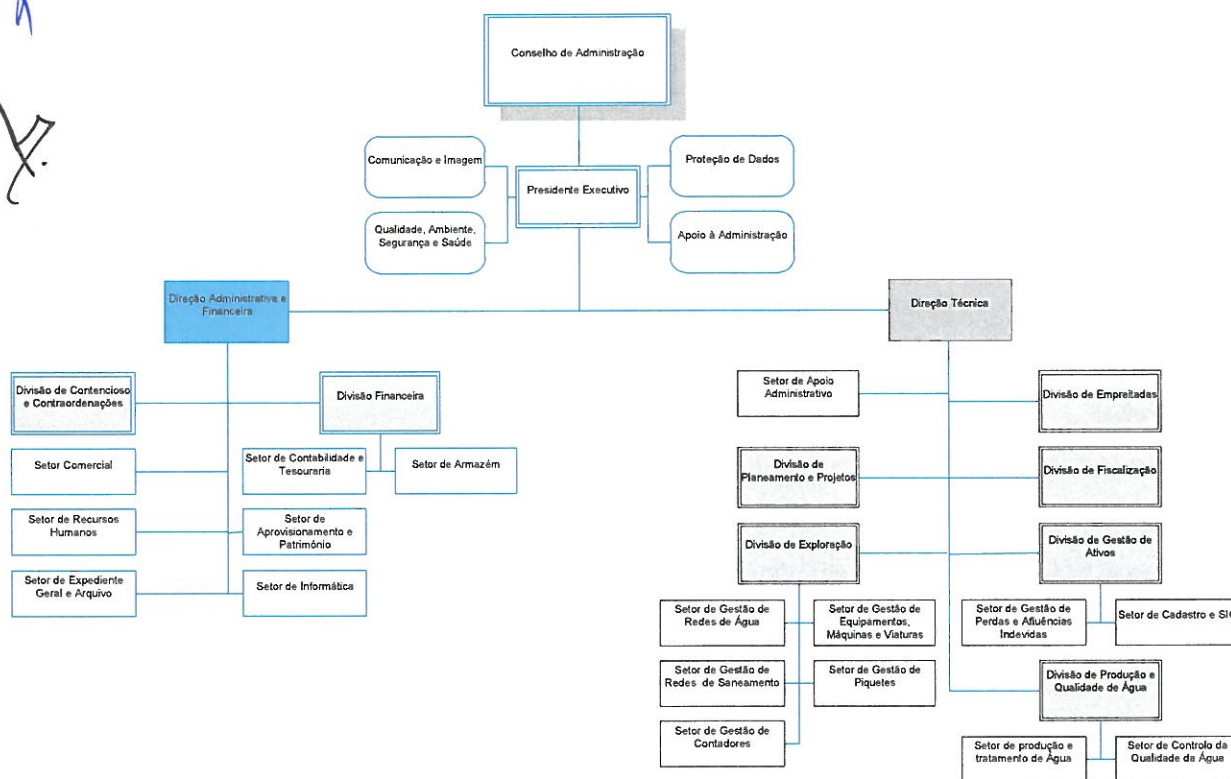 Conselho de Administração
Comunicação e Imagem
Proteção de Dados
Presidente Executivo
Qualidade, Ambiente,
Segurança e Saúde
Apoio à Administração
Direção Administrativa e
Financeira
Direção Técnica
Divisão de Contencioso
e Contraordenações
Divisão Financeira
Setor Comercial
Setor de Contabilidade e
Tesouraria
Setor de Armazém
Setor de Recursos
Humanos
Setor de
Aprovisionamento e
Património
Setor de Expediente
Geral e Arquivo
Setor de Informática
Setor de Apoio
Administrativo
Divisão de Empreitadas
Divisão de
Planeamento e Projetos
Divisão de Fiscalização
Divisão de Exploração
Divisão de Gestão de
Ativos
Setor de Gestão de
Redes de Água
Setor de Gestão de
Equipamentos,
Máquinas e Viaturas
Setor de Gestão de
Perdas e Afluências
Indevidas
Setor de Cadastro e
Setor de Gestão de
Redes de Saneamento
Setor de Gestão de
Piquetes
Divisão de Produção e
Qualidade de Água
Setor de Gestão de
Contadores
Setor de produção e
tratamento de Água
Setor de Controlo da
Qualidade da Água